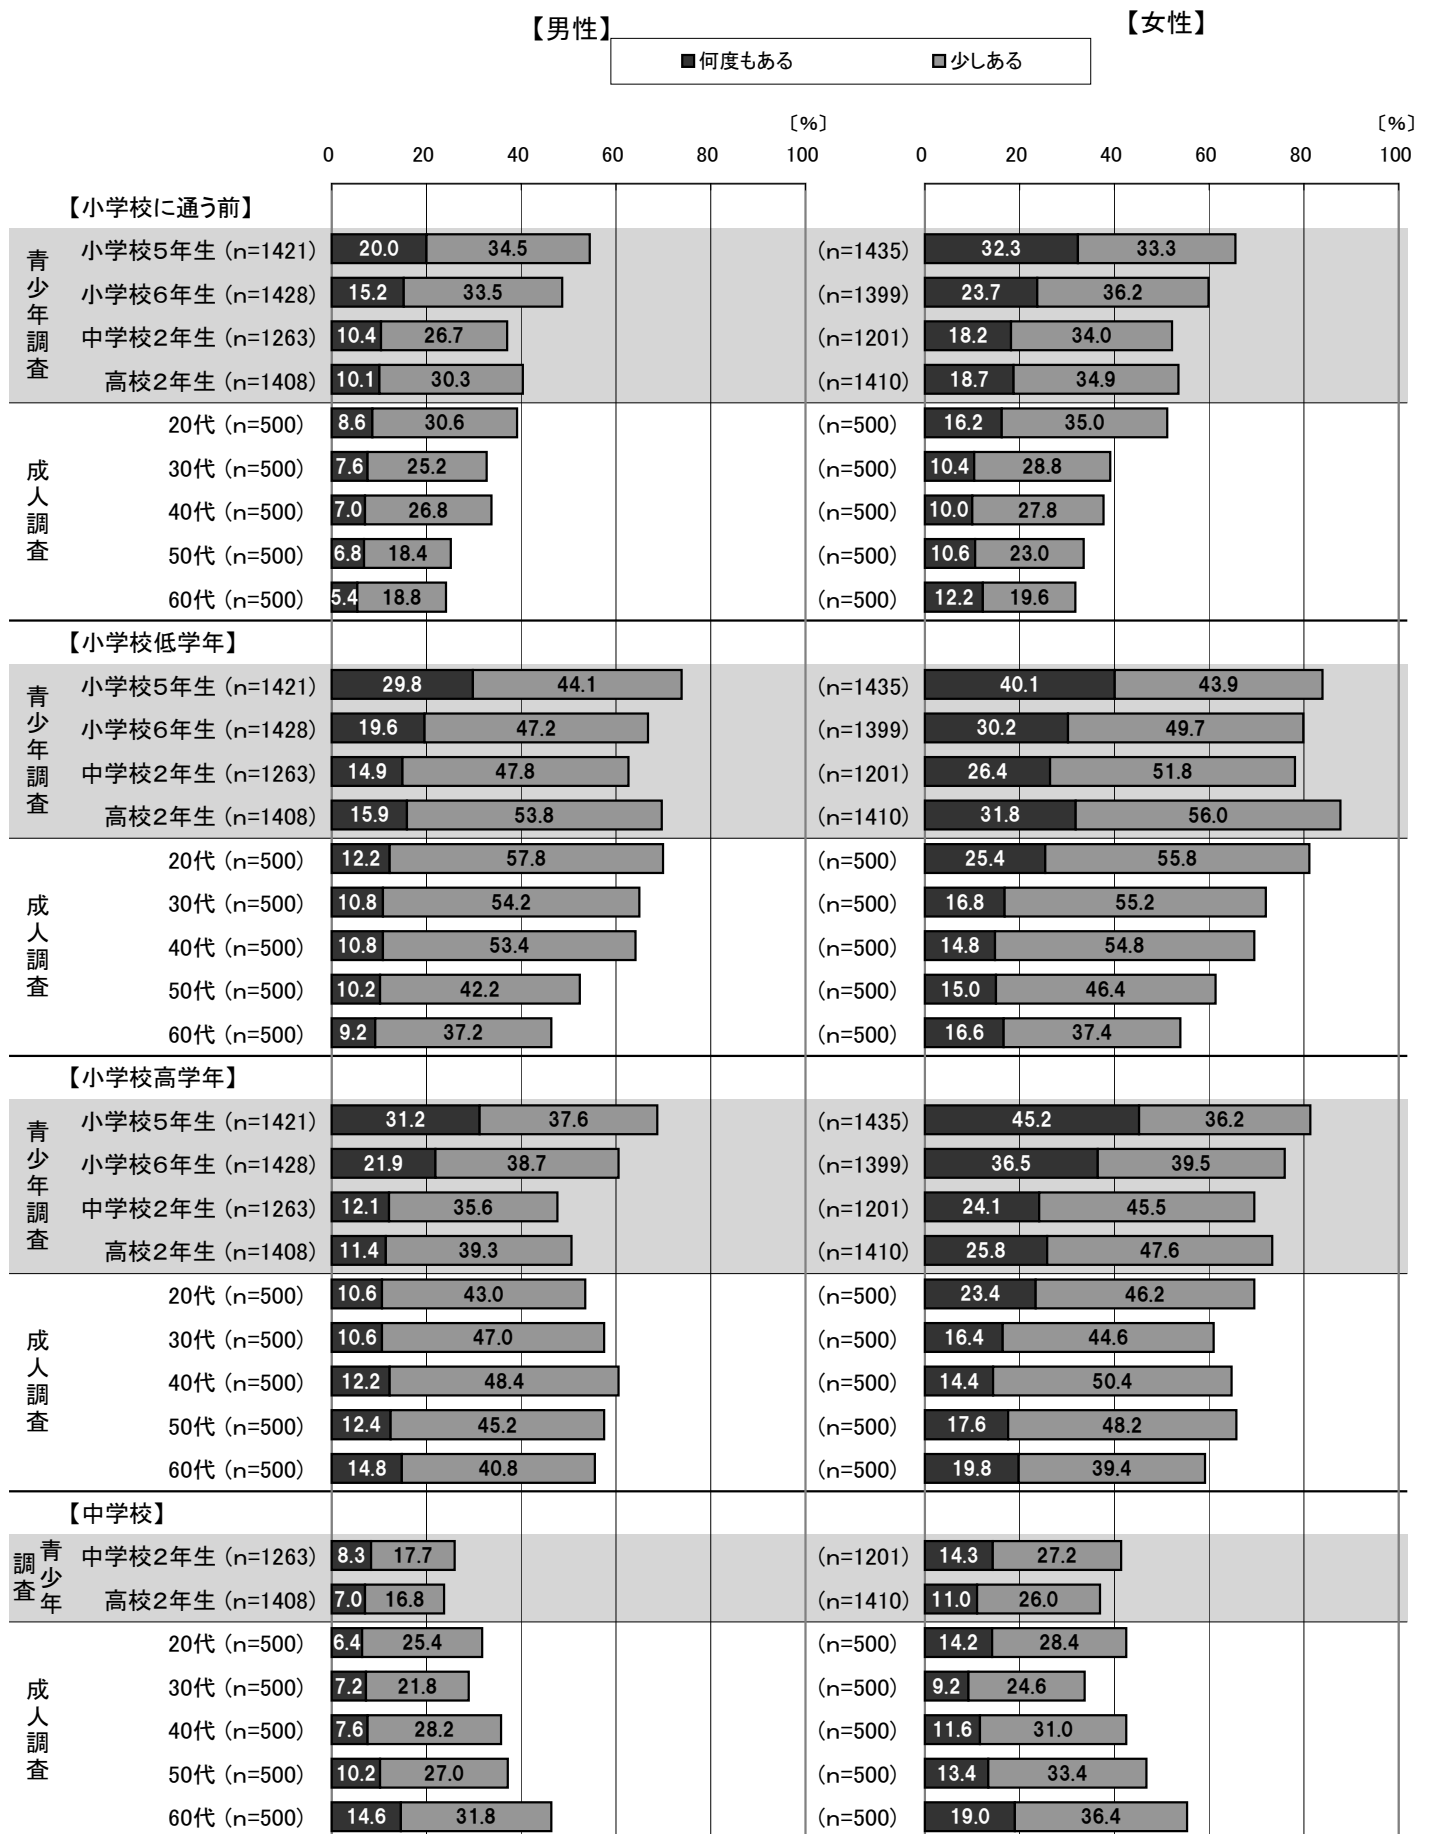 【男性】
【女性】
何度もある 少しある
〔%〕 〔%〕
0 20 40 60 80 100 0 20 40 60 80 100
【小学校に通う前】
青少年調査
小学校5年生 (n=1421) 20.0 34.5 (n=1435) 32.3 33.3
小学校6年生 (n=1428) 15.2 33.5 (n=1399) 23.7 36.2
中学校2年生 (n=1263) 10.4 26.7 (n=1201) 18.2 34.0
高校2年生 (n=1408) 10.1 30.3 (n=1410) 18.7 34.9
成人調査
20代 (n=500) 8.6 30.6 (n=500) 16.2 35.0
30代 (n=500) 7.6 25.2 (n=500) 10.4 28.8
40代 (n=500) 7.0 26.8 (n=500) 10.0 27.8
50代 (n=500) 6.8 18.4 (n=500) 10.6 23.0
60代 (n=500) 5.4 18.8 (n=500) 12.2 19.6
【小学校低学年】
青少年調査
小学校5年生 (n=1421) 29.8 44.1 (n=1435) 40.1 43.9
小学校6年生 (n=1428) 19.6 47.2 (n=1399) 30.2 49.7
中学校2年生 (n=1263) 14.9 47.8 (n=1201) 26.4 51.8
高校2年生 (n=1408) 15.9 53.8 (n=1410) 31.8 56.0
成人調査
20代 (n=500) 12.2 57.8 (n=500) 25.4 55.8
30代 (n=500) 10.8 54.2 (n=500) 16.8 55.2
40代 (n=500) 10.8 53.4 (n=500) 14.8 54.8
50代 (n=500) 10.2 42.2 (n=500) 15.0 46.4
60代 (n=500) 9.2 37.2 (n=500) 16.6 37.4
【小学校高学年】
青少年調査
小学校5年生 (n=1421) 31.2 37.6 (n=1435) 45.2 36.2
小学校6年生 (n=1428) 21.9 38.7 (n=1399) 36.5 39.5
中学校2年生 (n=1263) 12.1 35.6 (n=1201) 24.1 45.5
高校2年生 (n=1408) 11.4 39.3 (n=1410) 25.8 47.6
成人調査
20代 (n=500) 10.6 43.0 (n=500) 23.4 46.2
30代 (n=500) 10.6 47.0 (n=500) 16.4 44.6
40代 (n=500) 12.2 48.4 (n=500) 14.4 50.4
50代 (n=500) 12.4 45.2 (n=500) 17.6 48.2
60代 (n=500) 14.8 40.8 (n=500) 19.8 39.4
【中学校】
青少年調査
中学校2年生 (n=1263) 8.3 17.7 (n=1201) 14.3 27.2
高校2年生 (n=1408) 7.0 16.8 (n=1410) 11.0 26.0
成人調査
20代 (n=500) 6.4 25.4 (n=500) 14.2 28.4
30代 (n=500) 7.2 21.8 (n=500) 9.2 24.6
40代 (n=500) 7.6 28.2 (n=500) 11.6 31.0
50代 (n=500) 10.2 27.0 (n=500) 13.4 33.4
60代 (n=500) 14.6 31.8 (n=500) 19.0 36.4